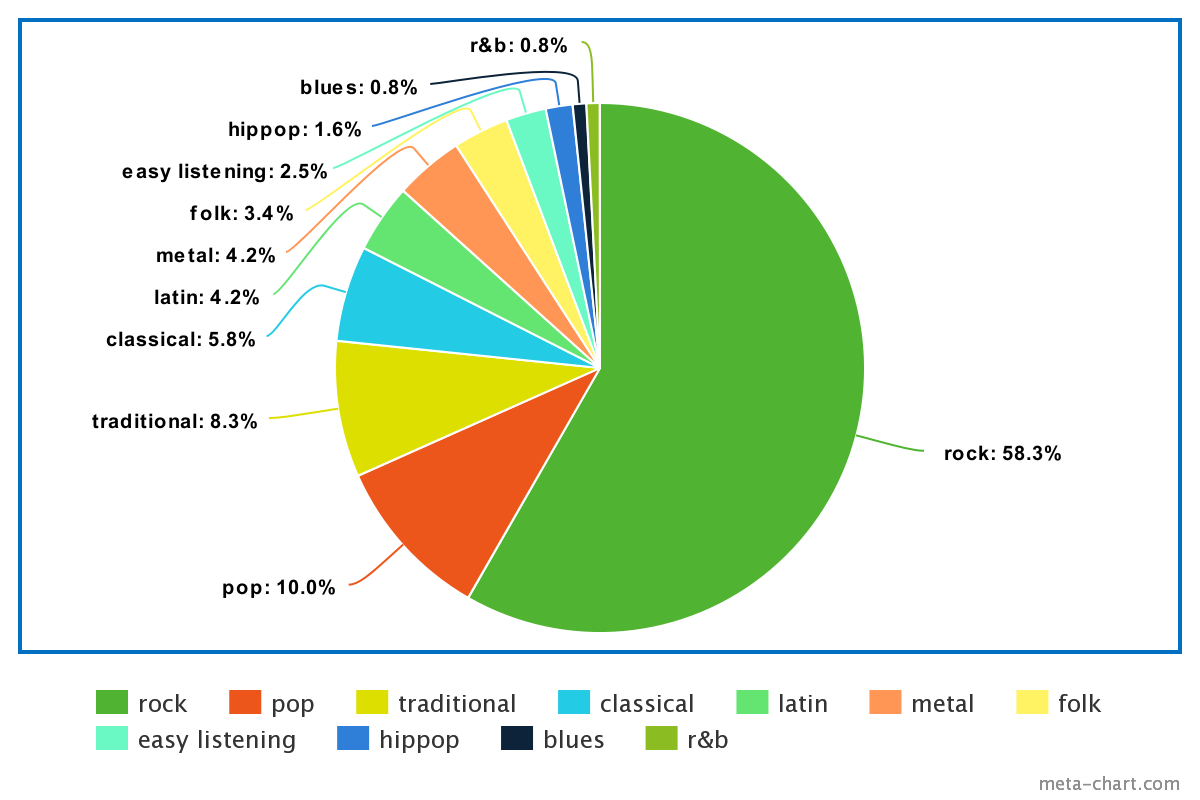 r&b: 0.8%
blues: 0.8%
hippop: 1.6%
easy listening: 2.5%
folk: 3.4%
metal: 4.2%
latin: 4.2%
classical: 5.8%
traditional: 8.3%
rock: 58.3%
pop: 10.0%
rock pop traditional classical latin metal folk
easy listening hippop blues r&b
meta-chart.com